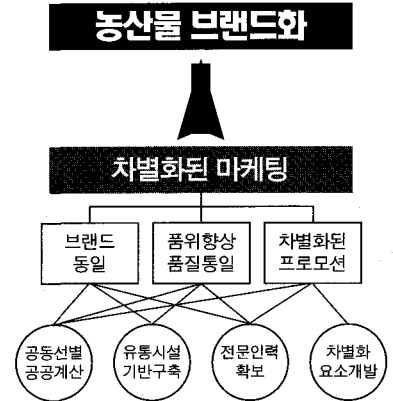 농산물 브랜드화
차별화된 마케팅
브랜드
동일
품위향상
품질통일
차별화된
프로모션
공동선별
공공계산
유통시설
기반구축
전문인력
확보
차별화
요소개발